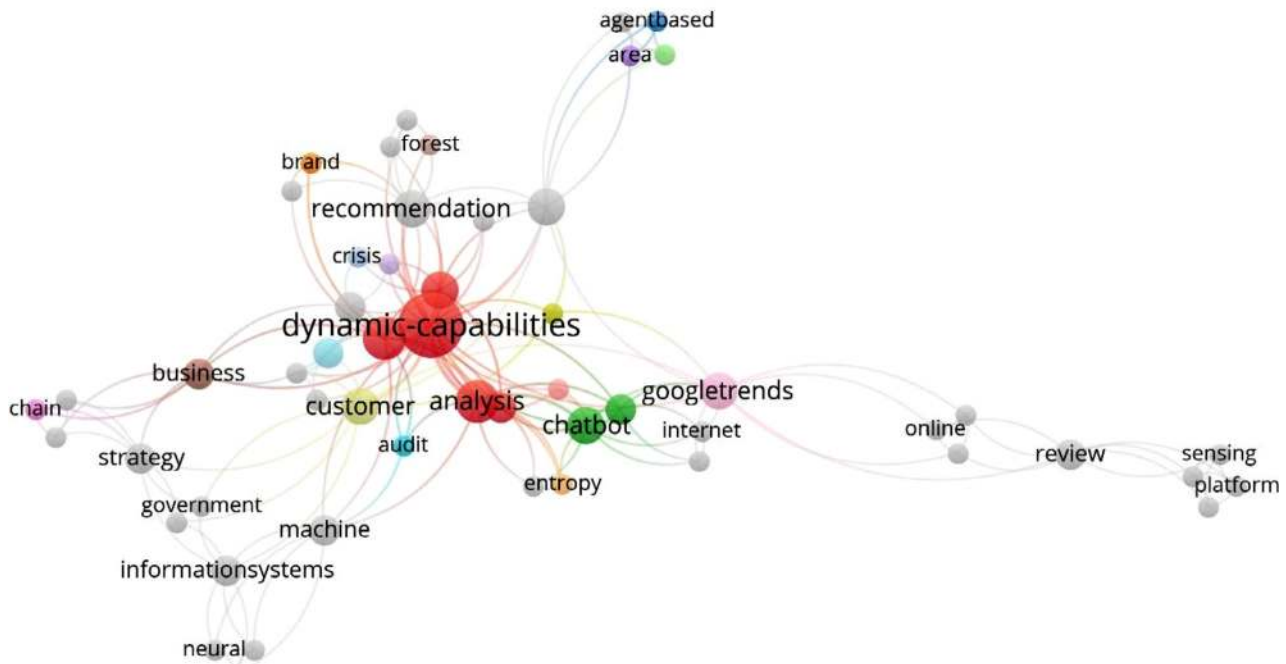 agentbased
area
forest
brand
recommendation
crisis
dynamic-capabilities
business
googletrends
customer
analysis
chain
chatbot
internet
online
audit
review
sensing
strategy
entropy
platform
government
machine
informationsystems
neural